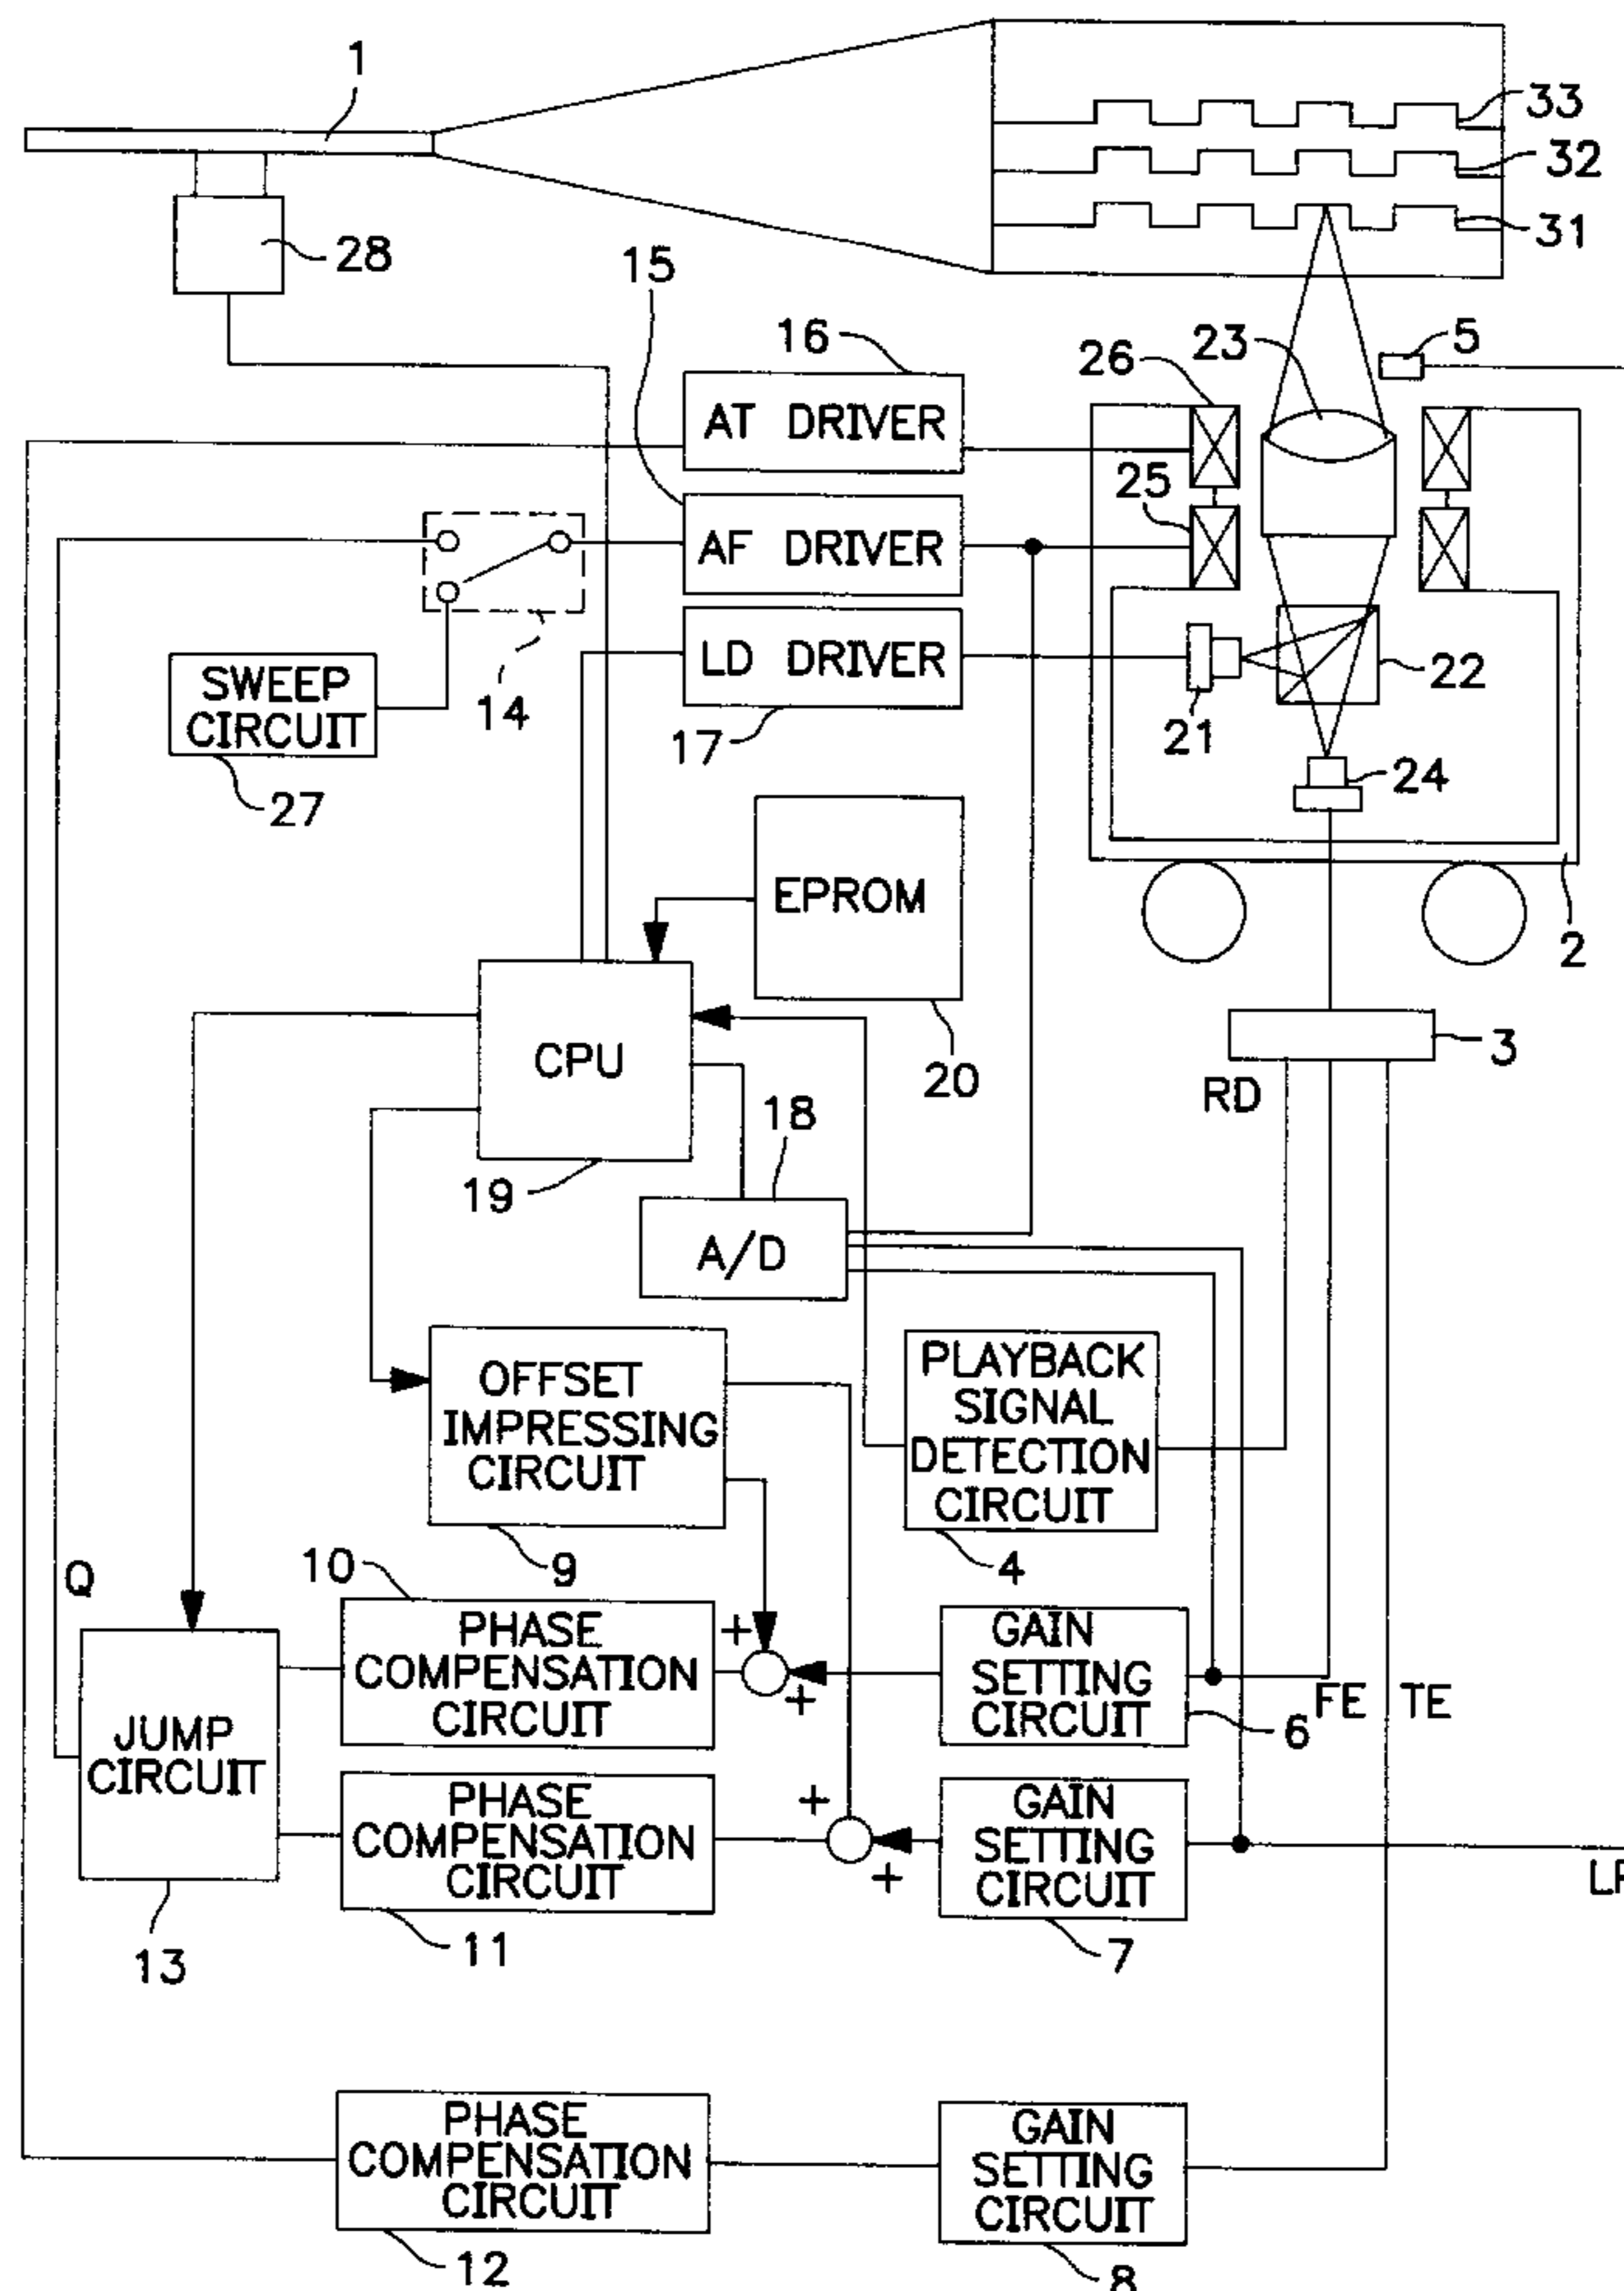 1
33
32
31
28
15
16
26
23
5
AT DRIVER
25
AF DRIVER
LD DRIVER
14
SWEEP
CIRCUIT
27
17
21
22
24
2
EPROM
20
CPU
19
18
A/D
3
RD
OFFSET
IMPRESSING
CIRCUIT
9
PLAYBACK
SIGNAL
DETECTION
CIRCUIT
4
Q
10
PHASE
COMPENSATION
CIRCUIT
+
+
GAIN
SETTING
CIRCUIT
6
FE
TE
JUMP
CIRCUIT
13
PHASE
COMPENSATION
CIRCUIT
11
+
+
GAIN
SETTING
CIRCUIT
7
PHASE
COMPENSATION
CIRCUIT
12
GAIN
SETTING
CIRCUIT
8